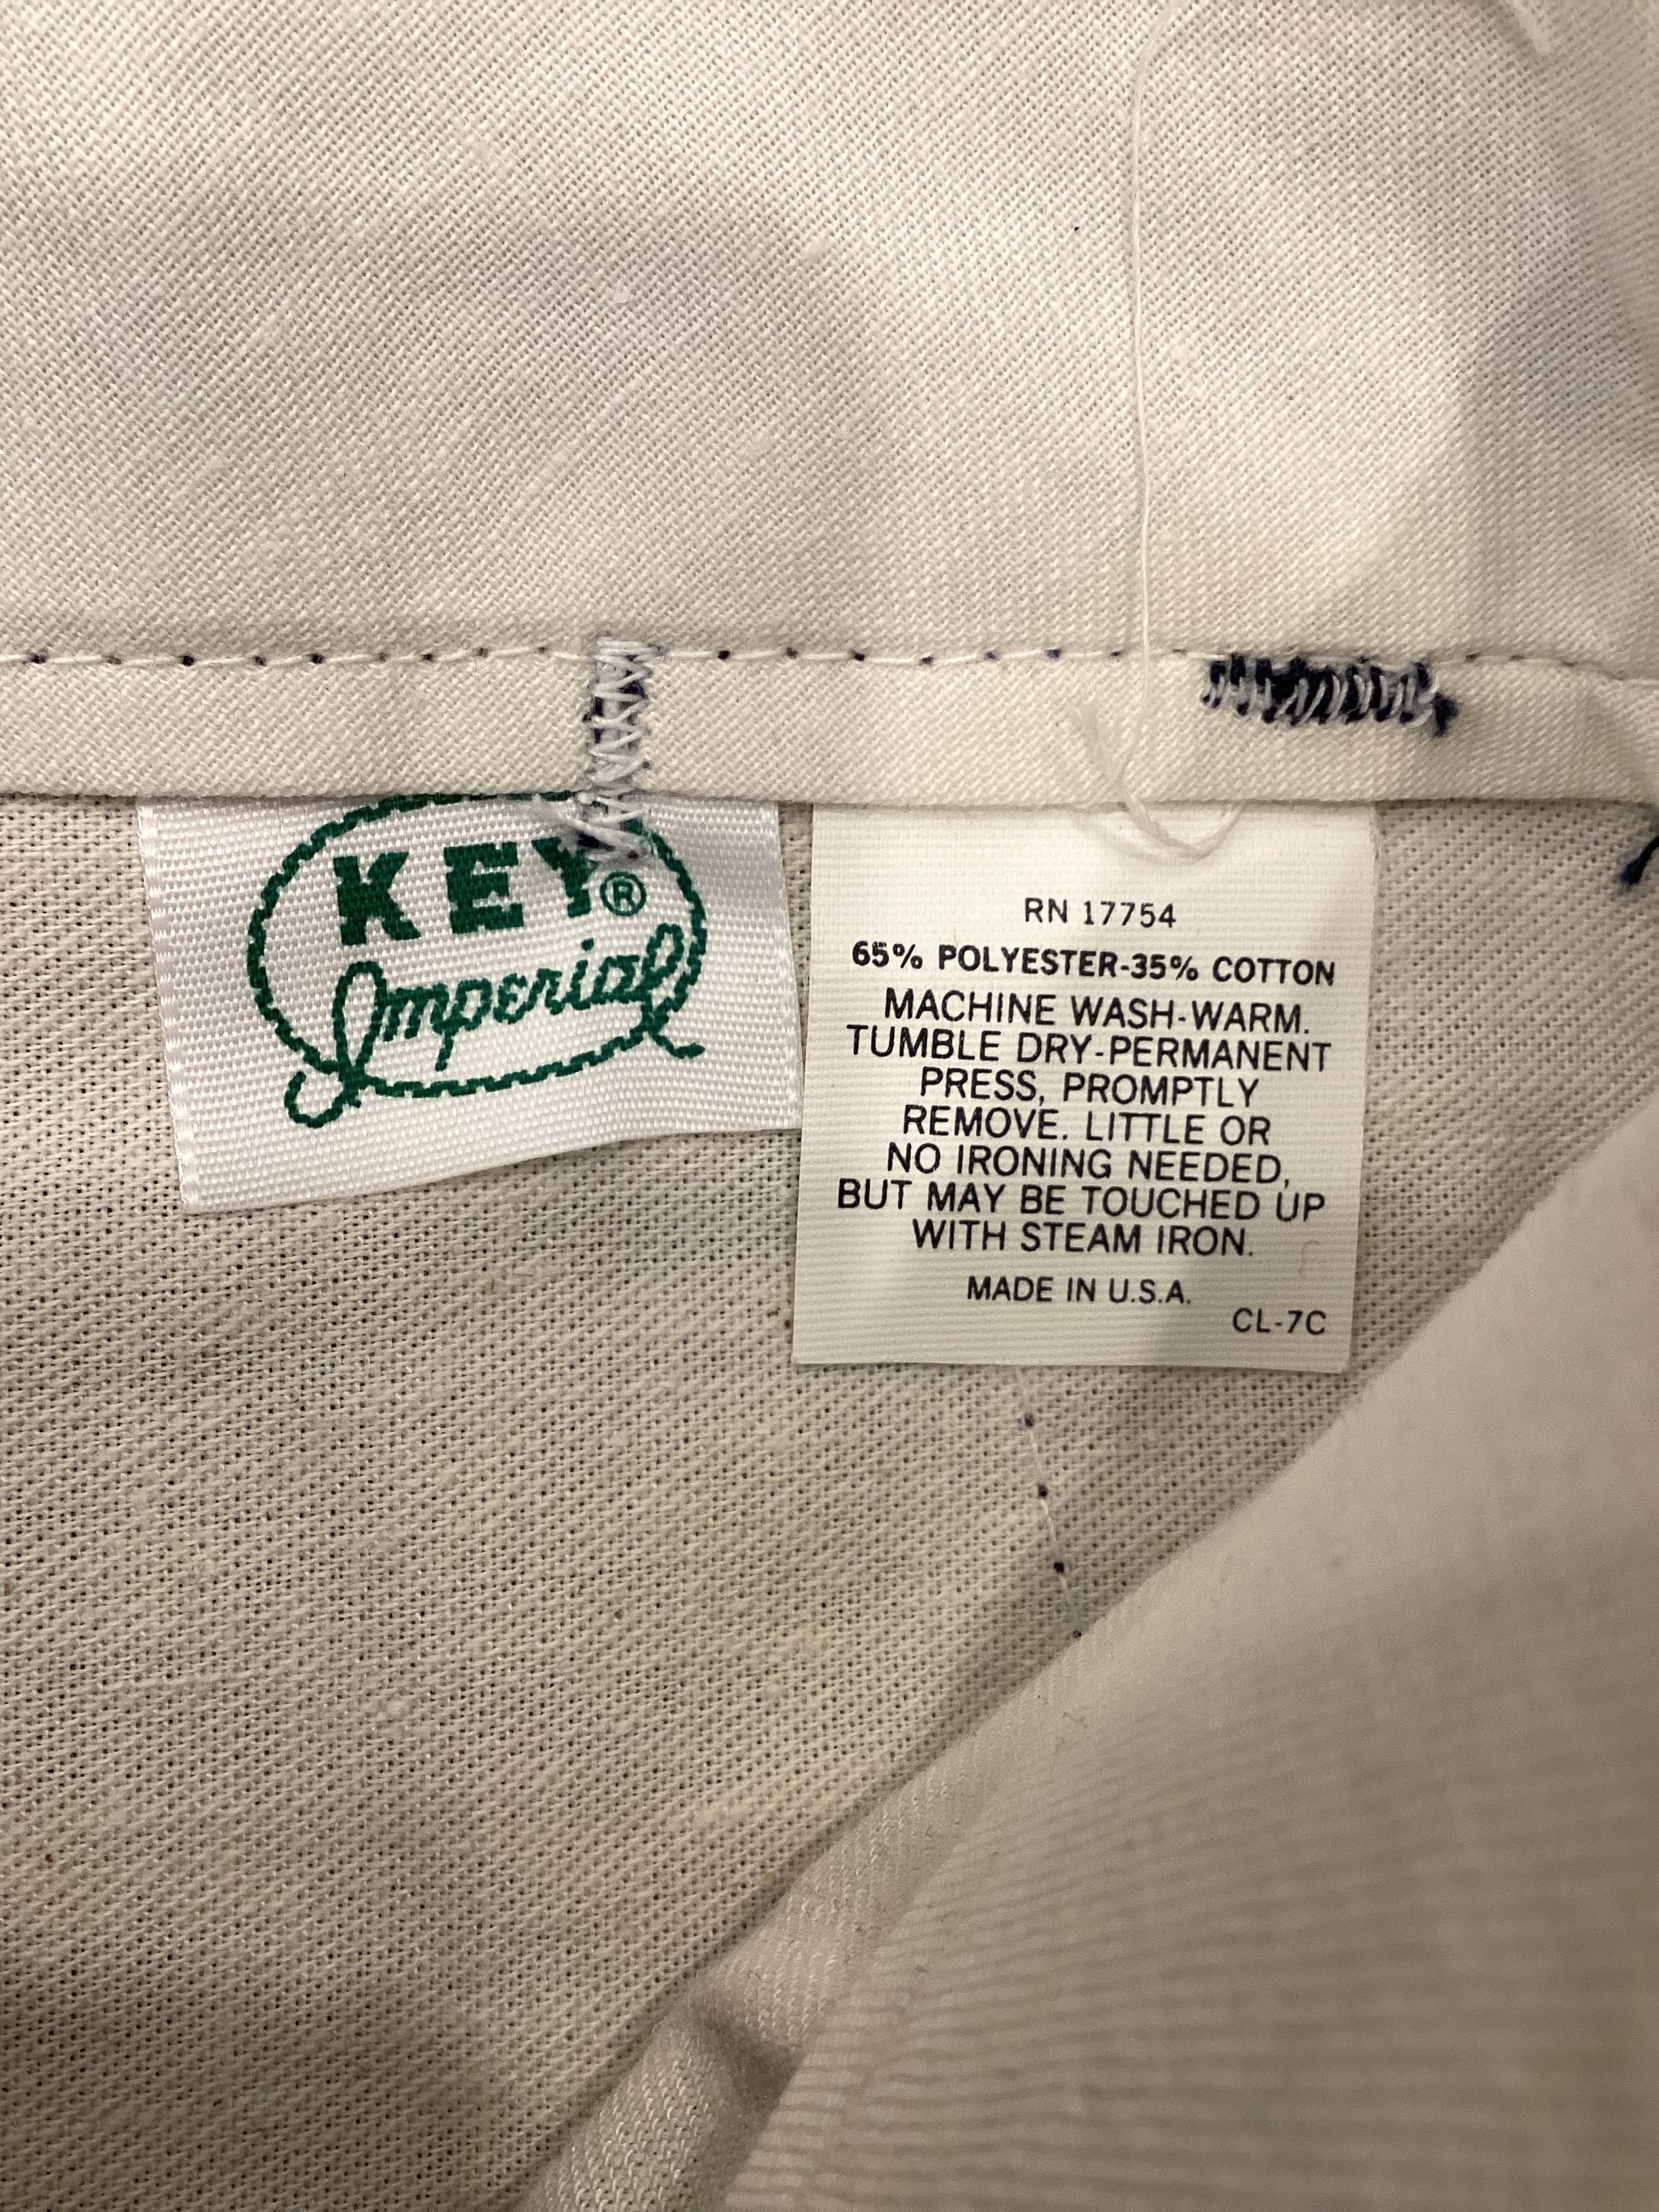 KEY®
Imperial
RN 17754
65% POLYESTER-35% COTTON
MACHINE WASH-WARM.
TUMBLE DRY-PERMANENT
PRESS, PROMPTLY
REMOVE. LITTLE OR
NO IRONING NEEDED,
BUT MAY BE TOUCHED UP
WITH STEAM IRON.
MADE IN U.S.A.
CL-7C